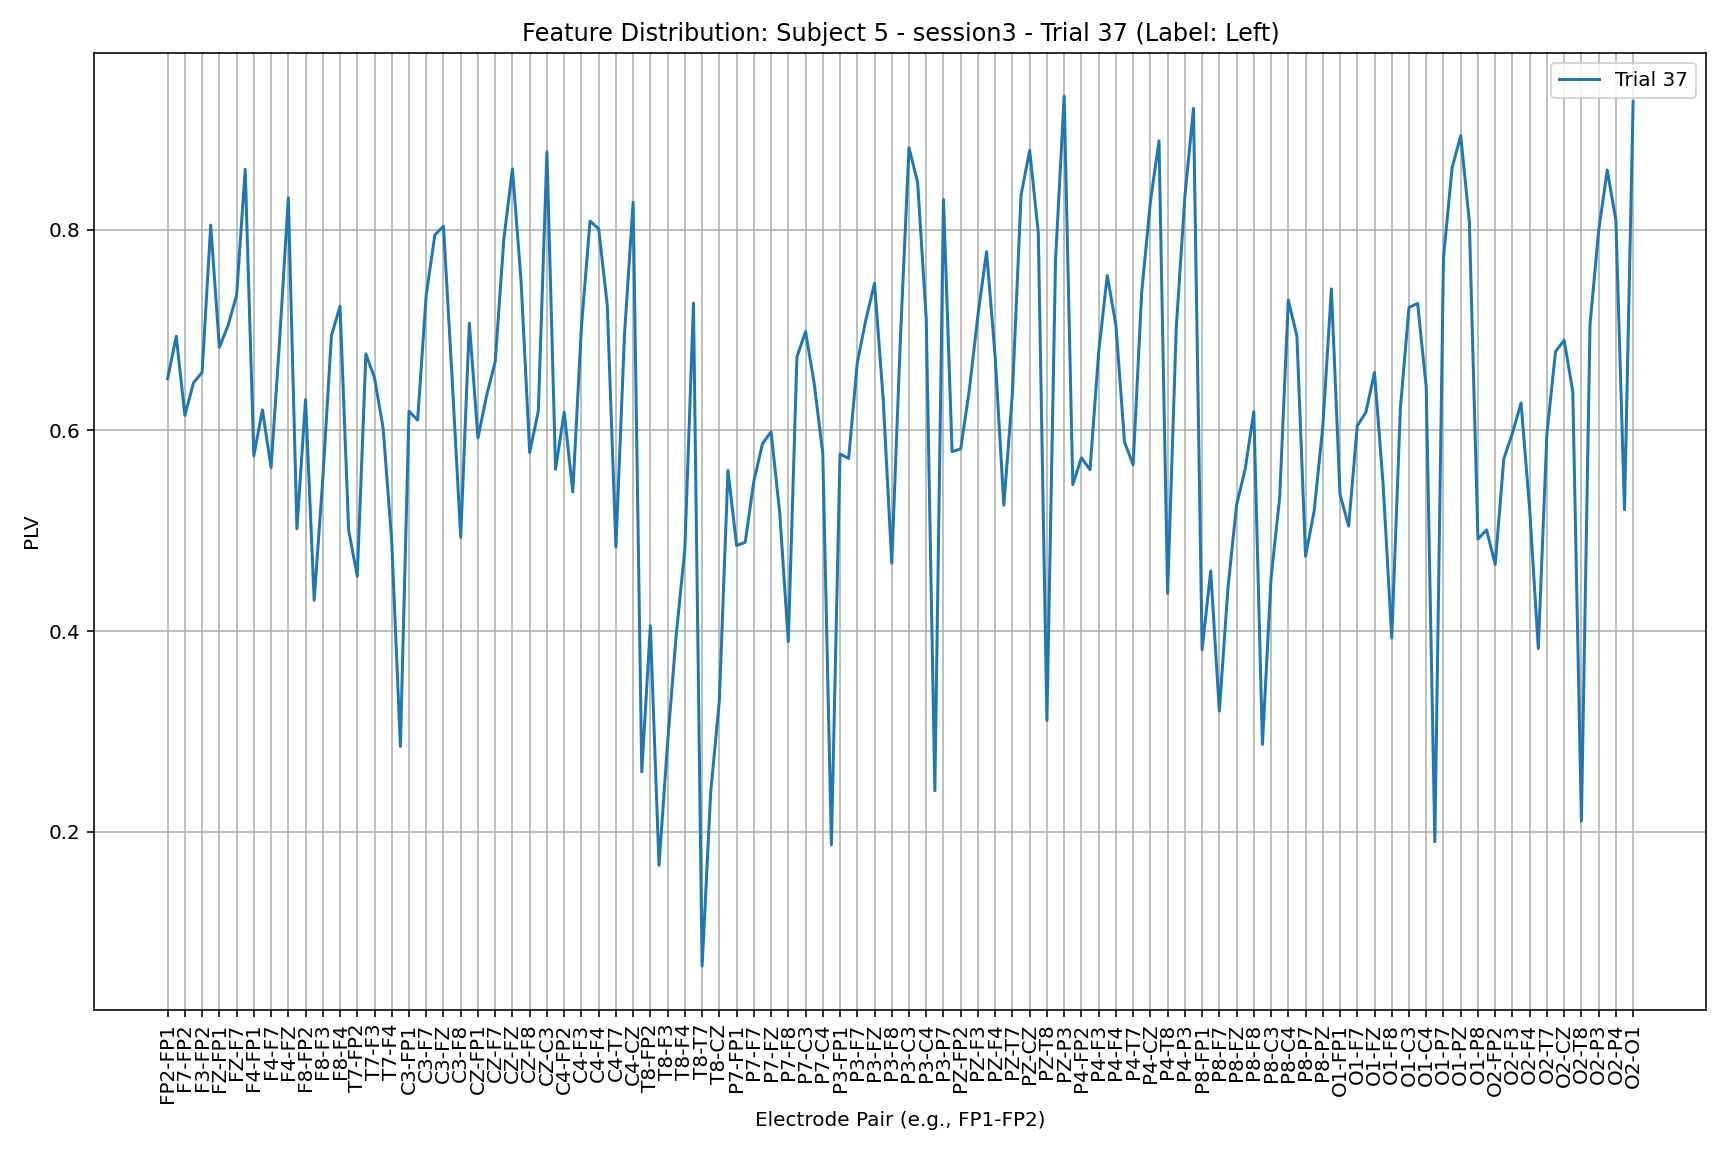 Feature Distribution: Subject 5 - session3 - Trial 37 (Label: Left)
Trial 37
PLV
0.8
0.6
0.4
0.2
FP2-FP1
F7-FP2
F3-FP2
FZ-FP1
FZ-F7
F4-FP1
F4-F7
F4-FZ
F8-FP2
F8-F3
F8-F4
T7-FP2
T7-F3
T7-F4
C3-FP1
C3-F7
C3-FZ
C3-F8
CZ-FP1
CZ-F7
CZ-FZ
CZ-F8
CZ-C3
C4-FP2
C4-F3
C4-F4
C4-T7
C4-CZ
T8-FP2
T8-F3
T8-F4
T8-T7
T8-CZ
P7-FP1
P7-F7
P7-FZ
P7-F8
P7-C3
P7-C4
P3-FP1
P3-F7
P3-FZ
P3-F8
P3-C3
P3-C4
P3-P7
PZ-FP2
PZ-F3
PZ-F4
PZ-T7
PZ-CZ
PZ-T8
PZ-P3
P4-FP2
P4-F3
P4-F4
P4-T7
P4-CZ
P4-T8
P4-P3
P8-FP1
P8-F7
P8-FZ
P8-F8
P8-C3
P8-C4
P8-P7
P8-PZ
O1-FP1
O1-F7
O1-FZ
O1-F8
O1-C3
O1-C4
O1-P7
O1-PZ
O1-P8
O2-FP2
O2-F3
O2-F4
O2-T7
O2-CZ
O2-T8
O2-P3
O2-P4
O2-O1
Electrode Pair (e.g., FP1-FP2)